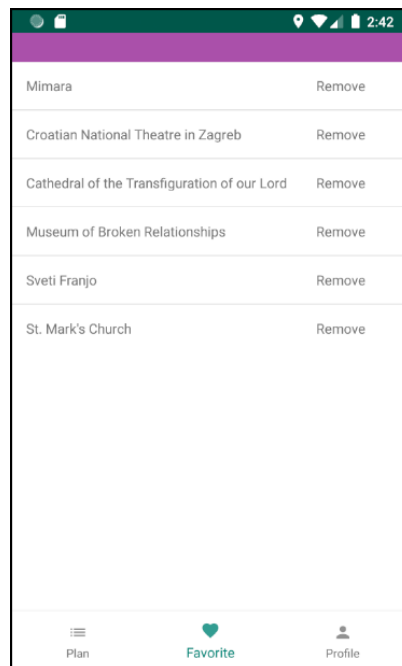 2:42
Mimara Remove
Croatian National Theatre in Zagreb Remove
Cathedral of the Transfiguration of our Lord Remove
Museum of Broken Relationships Remove
Sveti Franjo Remove
St. Mark's Church Remove
Plan Favorite Profile